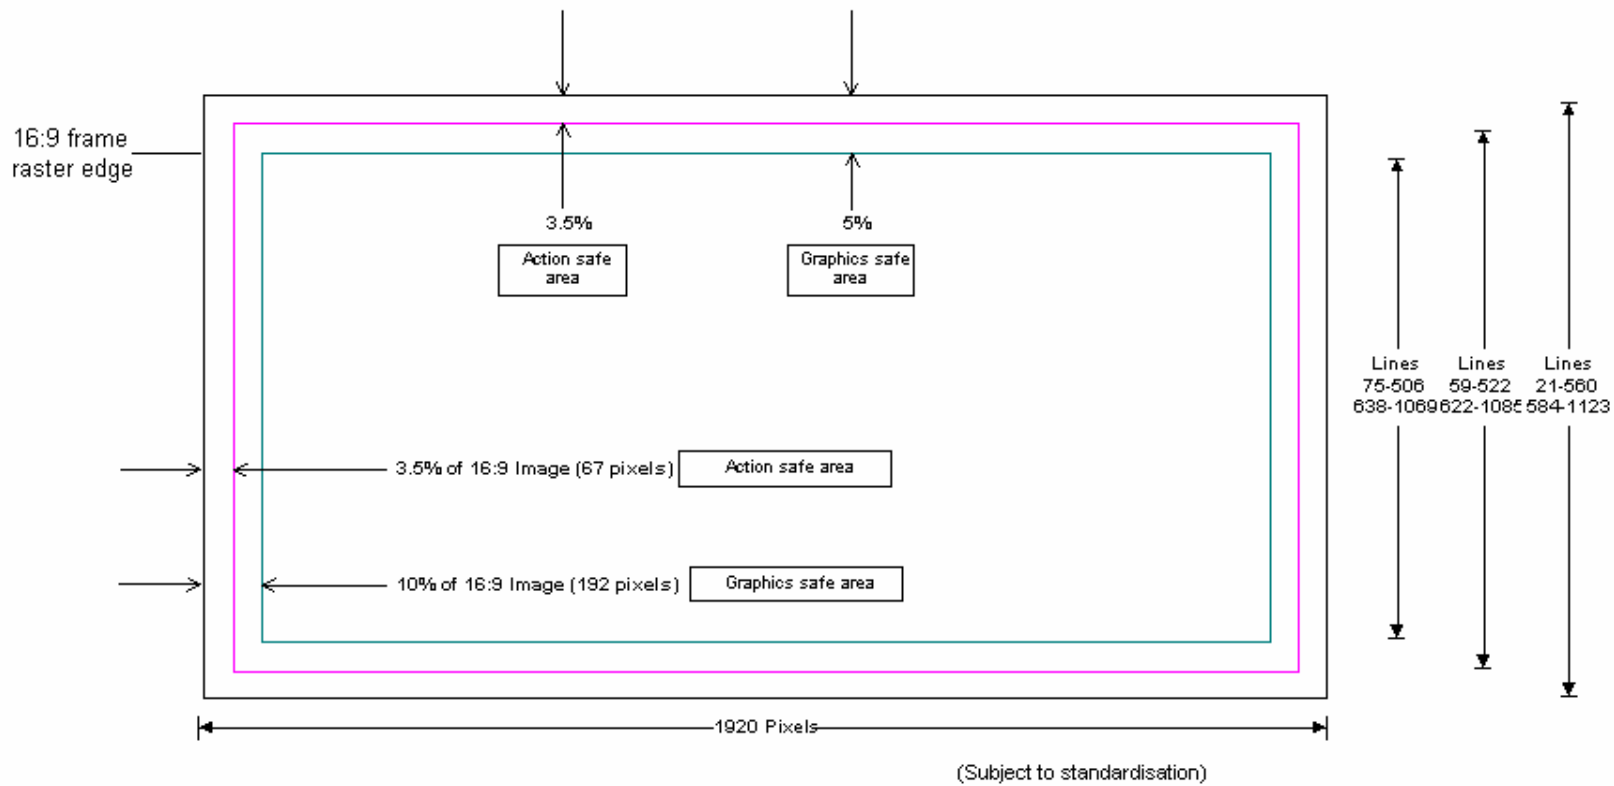 16:9 frame
raster edge
3.5%
5%
Action safe
area
Graphics safe
area
Lines
75-506
638-1069
Lines
59-522
622-1085
Lines
21-560
584-1123
3.5% of 16:9 Image (67 pixels)
Action safe area
10% of 16:9 Image (192 pixels)
Graphics safe area
1920 Pixels
(Subject to standardisation)